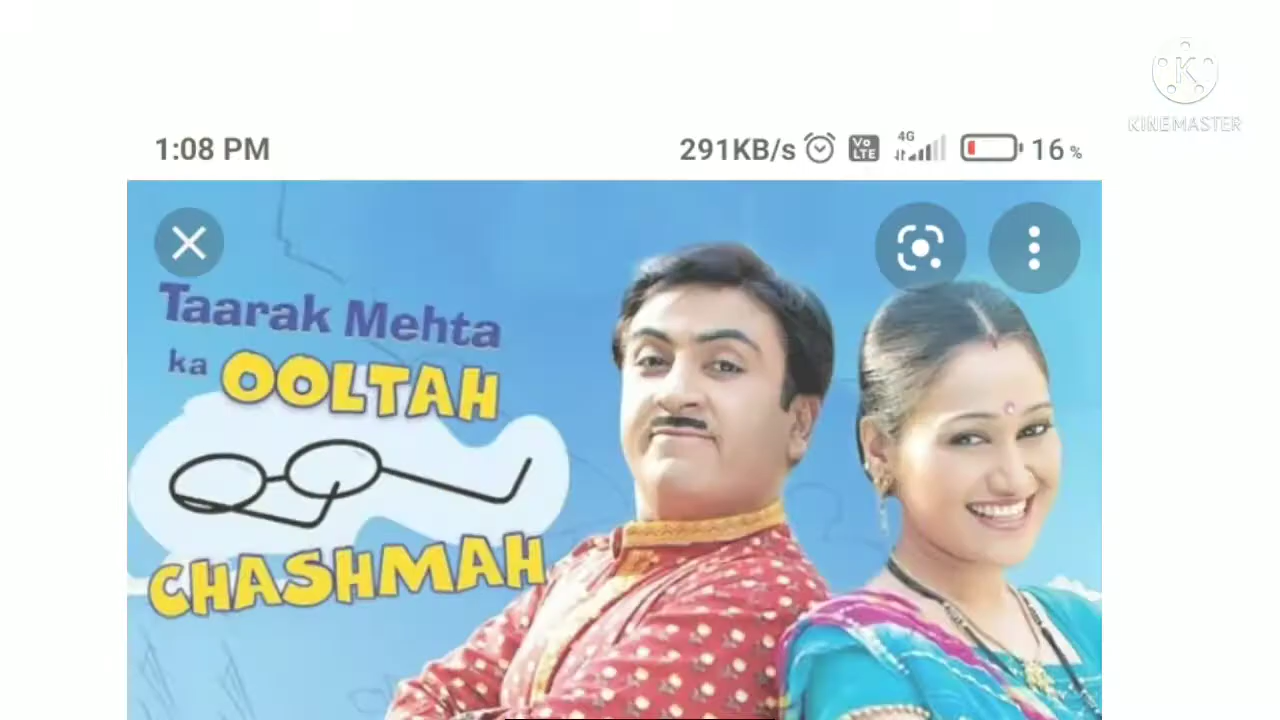 KINEMASTER
1:08 PM 291KB/s Vo LTE 4G 16 %
Taarak Mehta
ka OOLTAH
CHASHMAH